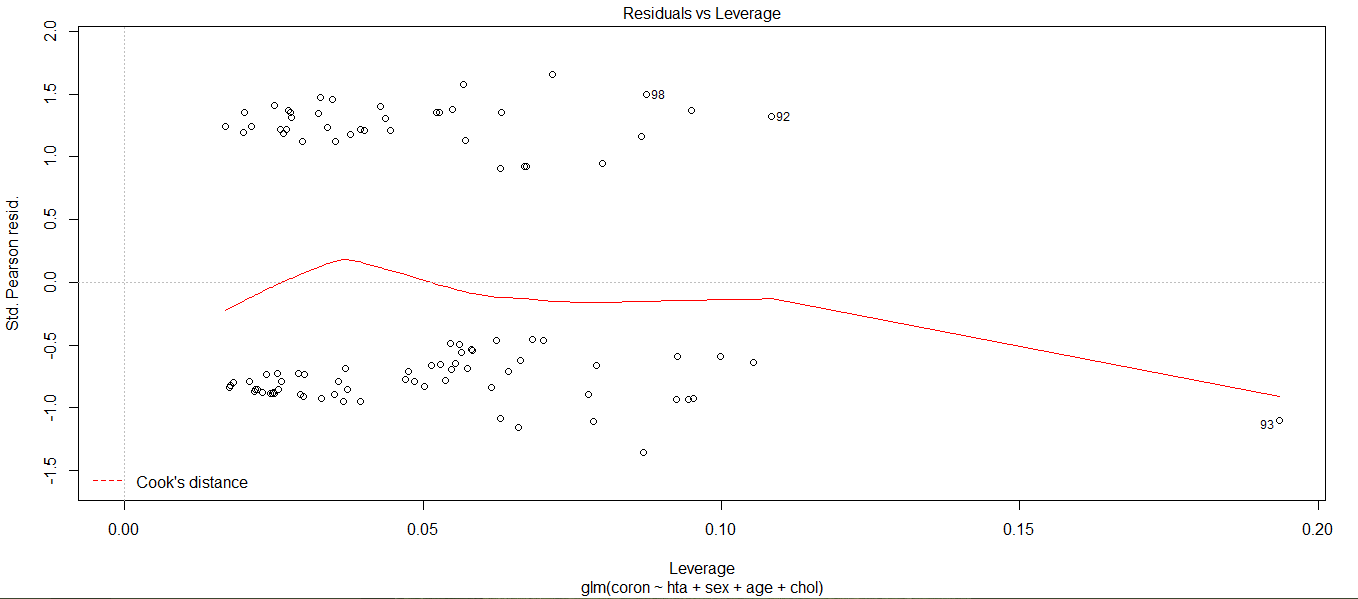 Residuals vs Leverage
2.0
1.5
1.0
0.5
0.0
-0.5
-1.0
-1.5
Std. Pearson resid.
98
92
93
Cook's distance
0.00 0.05 0.10 0.15 0.20
Leverage
glm(coron ~ hta + sex + age + chol)